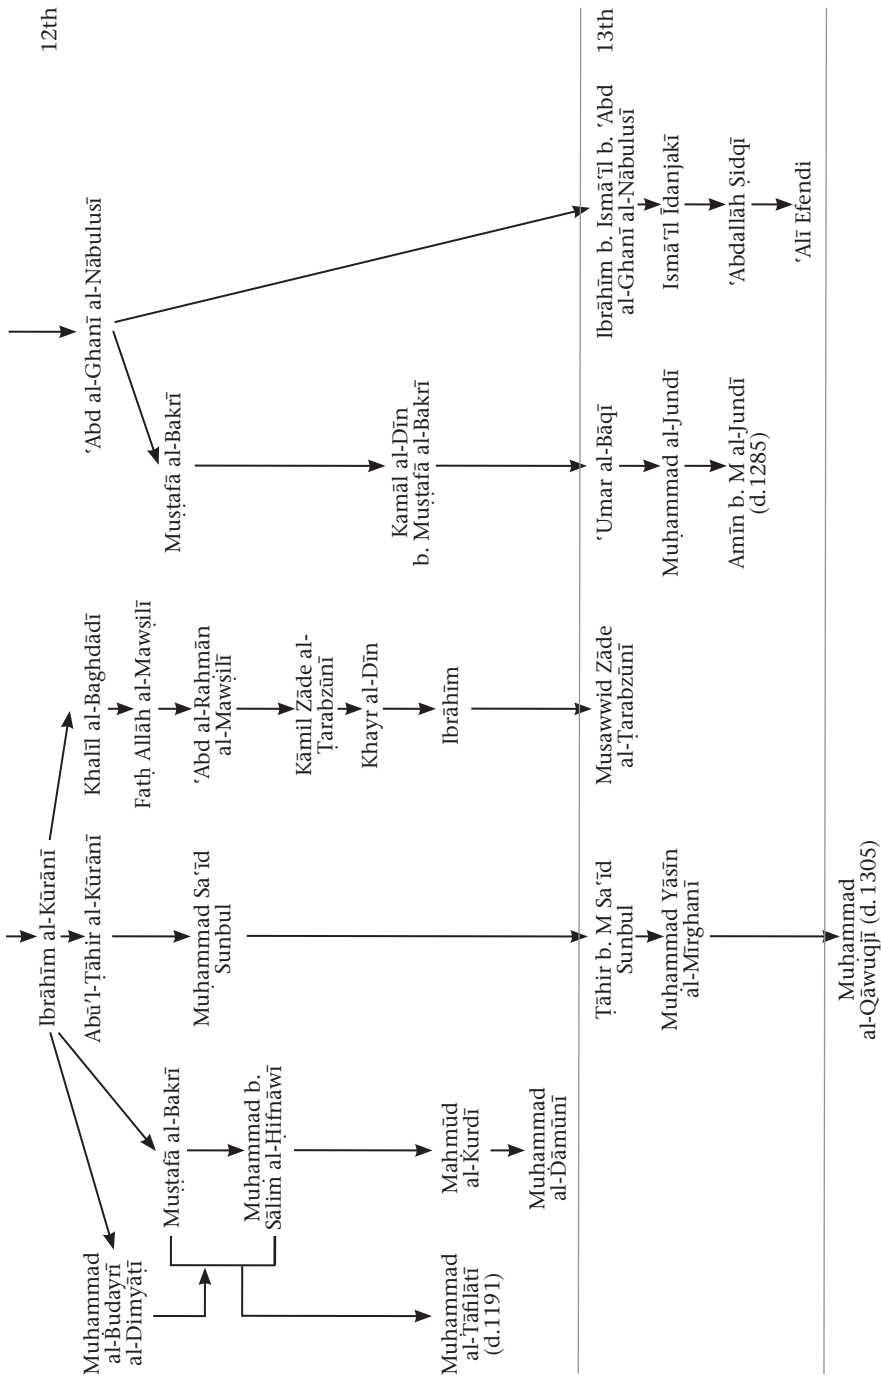 12th
ʿAbd al-Ghanī al-Nābulusī
Muṣṭafā al-Bakrī
Kamāl al-Dīn
b. Muṣṭafā al-Bakrī
Ibrāhīm al-Kūrānī
Khalīl al-Baghdādī
Fatḥ Allāh al-Mawṣilī
ʿAbd al-Raḥmān
al-Mawṣilī
Kāmil Zāde al-
Ṭarabzūnī
Khayr al-Dīn
Ibrāhīm
Abū’l-Ṭāhir al-Kūrānī
Muḥammad Saʿīd
Sunbul
Muṣṭafā al-Bakrī
Muḥammad b.
Sālim al-Ḥifnāwī
Maḥmūd
al-Kurdī
Muḥammad
al-Dāmūnī
Muḥammad
al-Budayrī
al-Dimyāṭī
Muḥammad
al-Tāfilātī
(d.1191)
13th
Ibrāhīm b. Ismāʿīl b. ʿAbd
al-Ghanī al-Nābulusī
Ismāʿīl Īdanjakī
ʿAbdallāh Ṣidqī
ʿAlī Efendi
ʿUmar al-Bāqī
Muḥammad al-Jundī
Amīn b. M al-Jundī
(d.1285)
Musawwid Zāde
al-Ṭarabzūnī
Ṭāhir b. M Saʿīd
Sunbul
Muḥammad Yāsīn
al-Mīrghanī
Muḥammad
al-Qāwuqjī (d.1305)